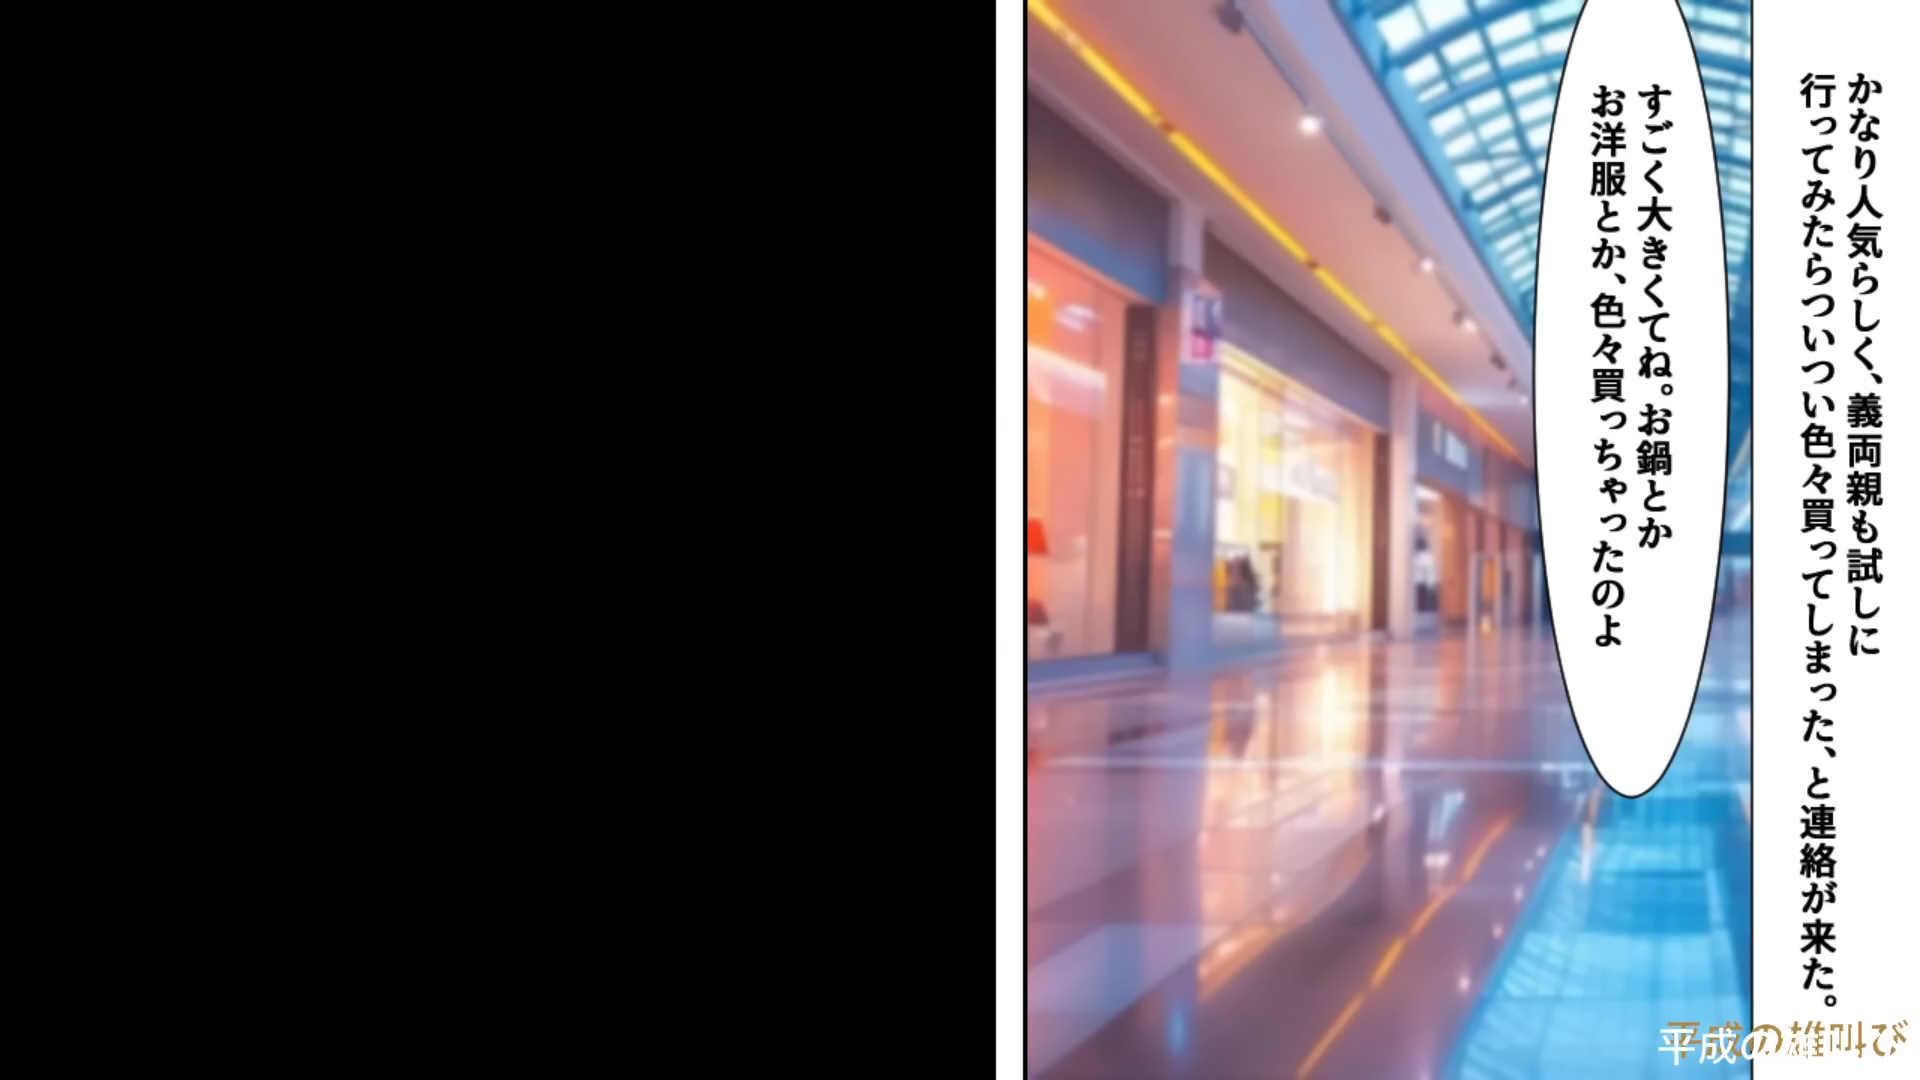 かなり人気らしく、義両親も試しに
行ってみたらついつい色々買ってしまった、と連絡が来た。
すごく大きくてね。お鍋とか
お洋服とか、色々買っちゃったのよ
平成の雄叫び